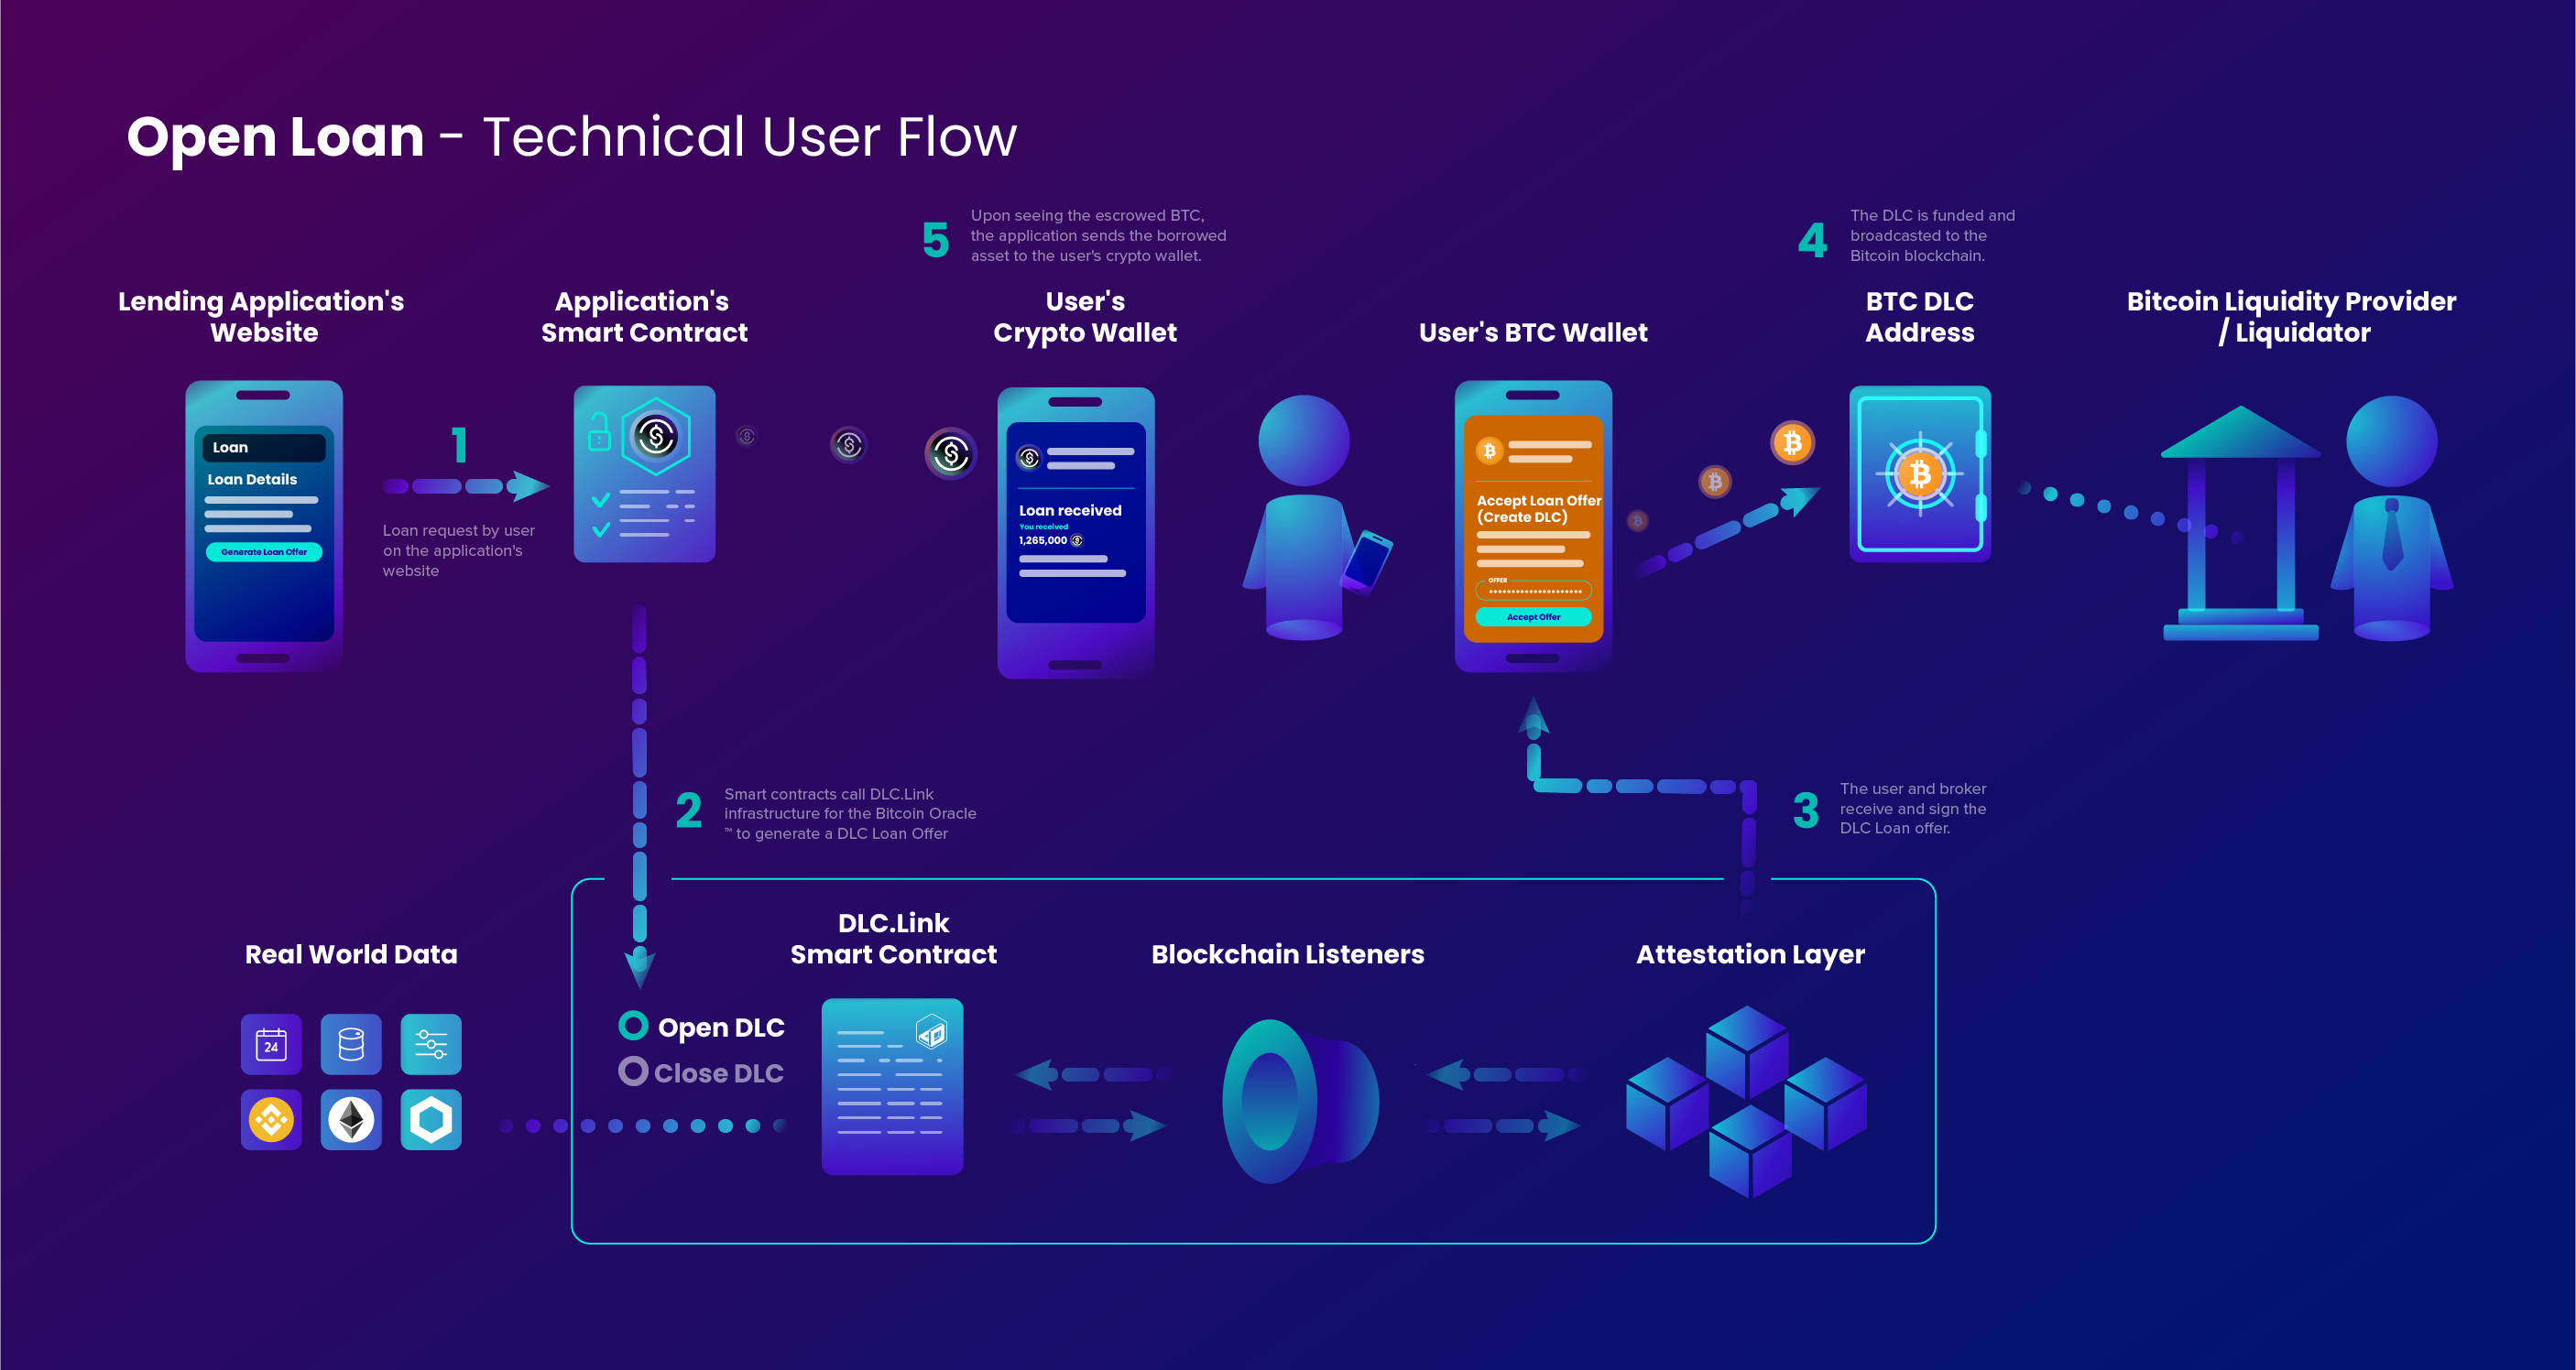 Open Loan - Technical User Flow
5
Upon seeing the escrowed BTC,
the application sends the borrowed
asset to the user's crypto wallet.
4
The DLC is funded and
broadcasted to the
Bitcoin blockchain.
Lending Application's
Website
Application's
Smart Contract
User's
Crypto Wallet
User's BTC Wallet
BTC DLC
Address
Bitcoin Liquidity Provider
/ Liquidator
Loan
Loan Details
Generate Loan Offer
1
Loan request by user
on the application's
website
Loan received
You received
1,265,000
Accept Loan Offer
(Create DLC)
OFFER
Accept Offer
2
Smart contracts call DLC.Link
infrastructure for the Bitcoin Oracle
™ to generate a DLC Loan Offer
3
The user and broker
receive and sign the
DLC Loan offer.
Real World Data
24
DLC.Link
Smart Contract
Blockchain Listeners
Attestation Layer
Open DLC
Close DLC